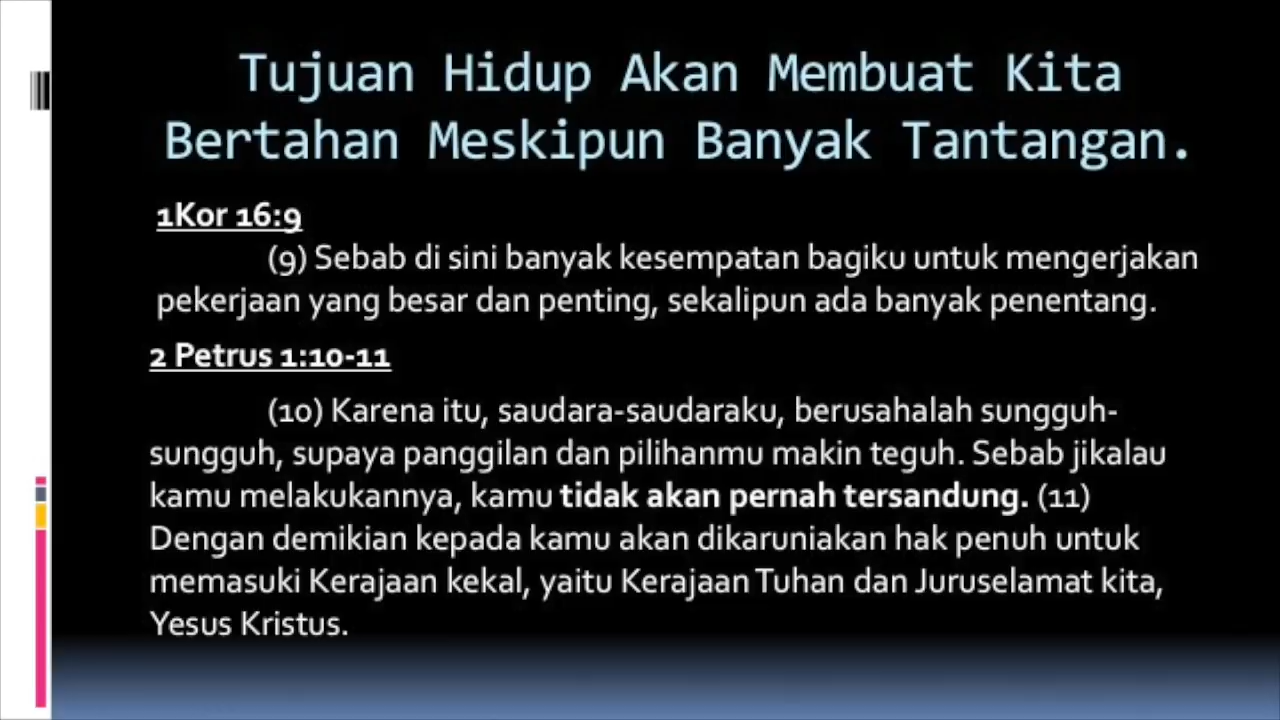 Tujuan Hidup Akan Membuat Kita
Bertahan Meskipun Banyak Tantangan.
1Kor 16:9
(9) Sebab di sini banyak kesempatan bagiku untuk mengerjakan
pekerjaan yang besar dan penting, sekalipun ada banyak penentang.
2 Petrus 1:10-11
(10) Karena itu, saudara-saudaraku, berusahalah sungguh-
sungguh, supaya panggilan dan pilihanmu makin teguh. Sebab jikalau
kamu melakukannya, kamu tidak akan pernah tersandung. (11)
Dengan demikian kepada kamu akan dikaruniakan hak penuh untuk
memasuki Kerajaan kekal, yaitu Kerajaan Tuhan dan Juruselamat kita,
Yesus Kristus.